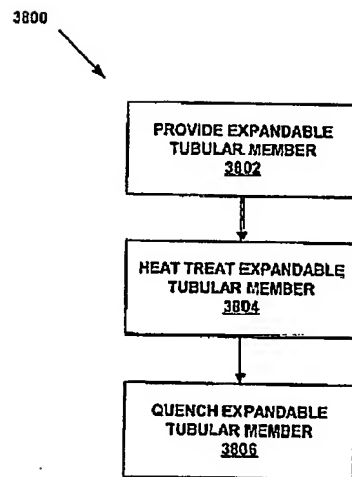 3800
PROVIDE EXPANDABLE
TUBULAR MEMBER
3802
HEAT TREAT EXPANDABLE
TUBULAR MEMBER
3804
QUENCH EXPANDABLE
TUBULAR MEMBER
3806